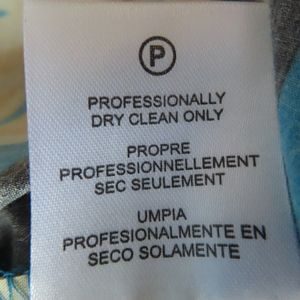 P
PROFESSIONALLY
DRY CLEAN ONLY
PROPRE
PROFESSIONNELLEMENT
SEC SEULEMENT
UMPIA
PROFESIONALMENTE EN
SECO SOLAMENTE